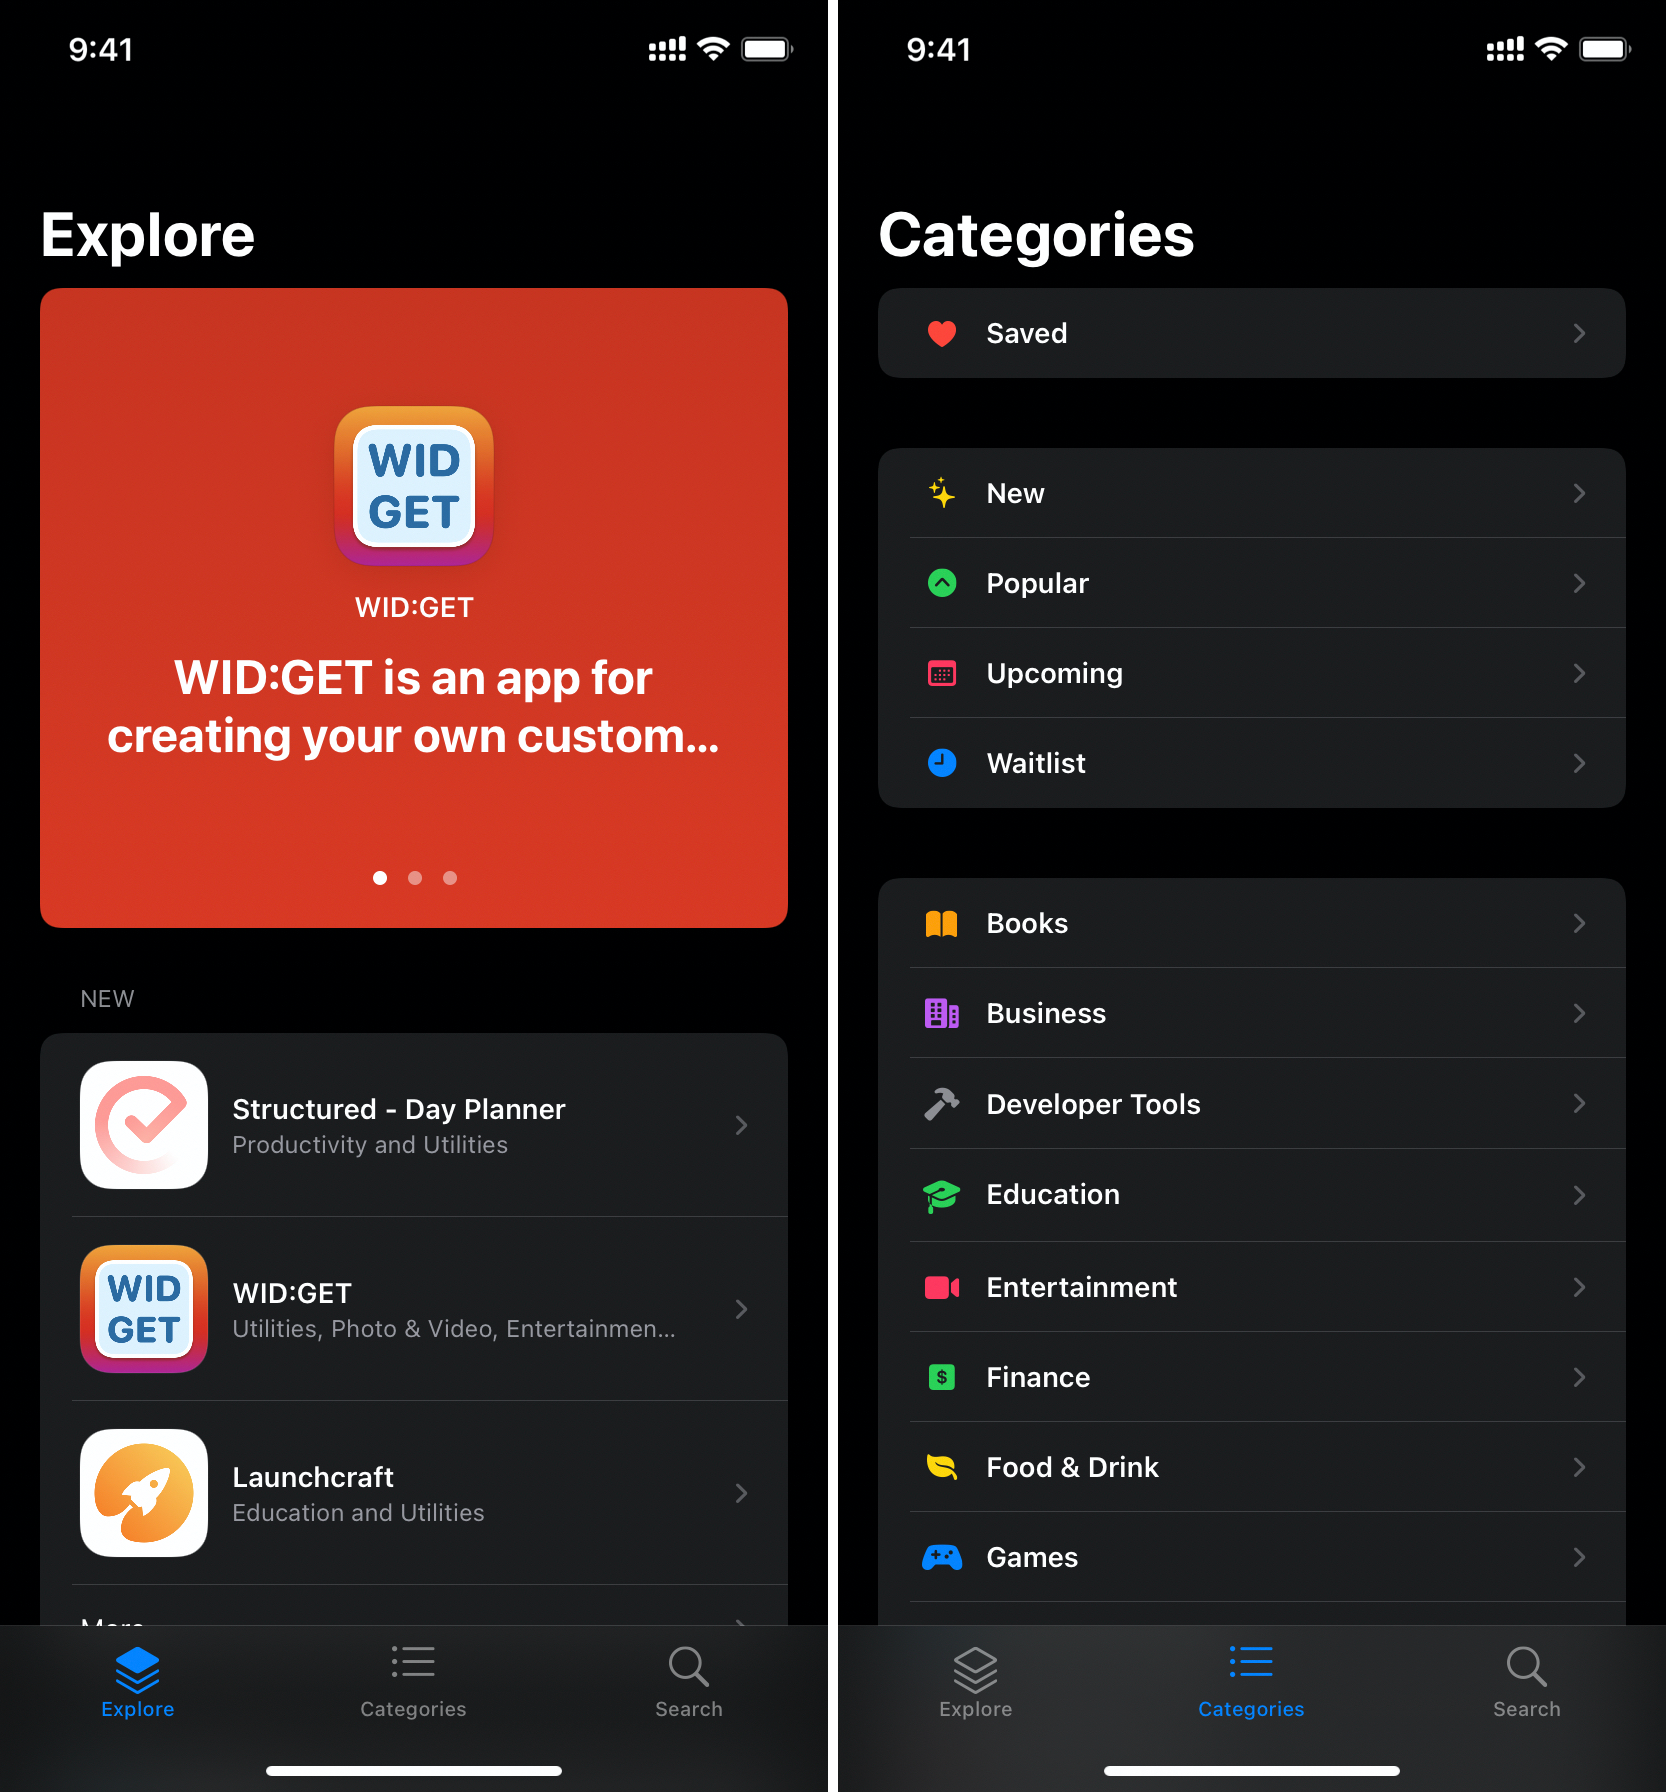 9:41
Explore
WID
GET
WID:GET
WID:GET is an app for
creating your own custom...
NEW
Structured - Day Planner
Productivity and Utilities
WID
GET
WID:GET
Utilities, Photo & Video, Entertainmen...
Launchcraft
Education and Utilities
More
Explore
Categories
Search
9:41
Categories
Saved
New
Popular
Upcoming
Waitlist
Books
Business
Developer Tools
Education
Entertainment
$
Finance
Food & Drink
Games
Explore
Categories
Search